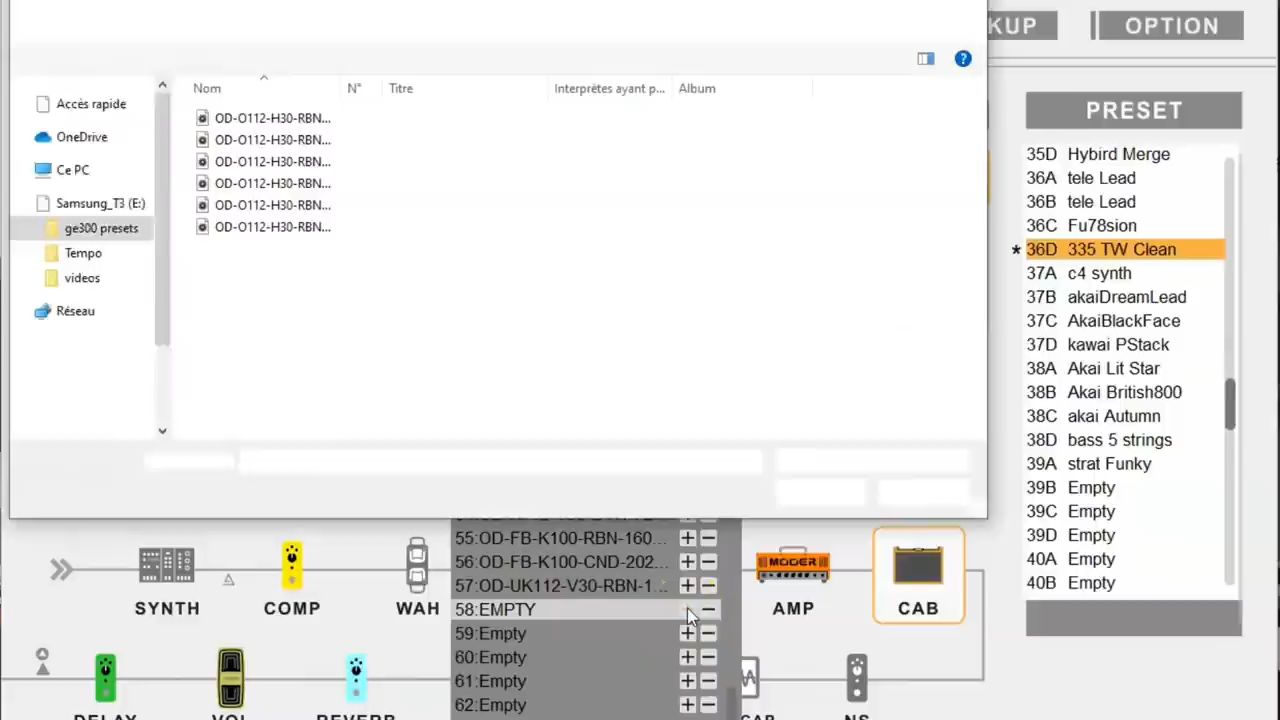 KUP
OPTION
?
Nom
N°
Titre
Interprètes ayant p...
Album
Accès rapide
OneDrive
Ce PC
Samsung_T3 (E:)
ge300 presets
Tempo
videos
Réseau
OD-O112-H30-RBN...
OD-O112-H30-RBN...
OD-O112-H30-RBN...
OD-O112-H30-RBN...
OD-O112-H30-RBN...
OD-O112-H30-RBN...
PRESET
35D Hybird Merge
36A tele Lead
36B tele Lead
36C Fu78sion
* 36D 335 TW Clean
37A c4 synth
37B akaiDreamLead
37C AkaiBlackFace
37D kawai PStack
38A Akai Lit Star
38B Akai British800
38C akai Autumn
38D bass 5 strings
39A strat Funky
39B Empty
39C Empty
39D Empty
40A Empty
40B Empty
55:OD-FB-K100-RBN-160...
56:OD-FB-K100-CND-202...
57:OD-UK112-V30-RBN-1...
58:EMPTY
59:Empty
60:Empty
61:Empty
62:Empty
SYNTH
COMP
WAH
MOOER
AMP
CAB
DELAY
VOL
REVERB
CAB
NS